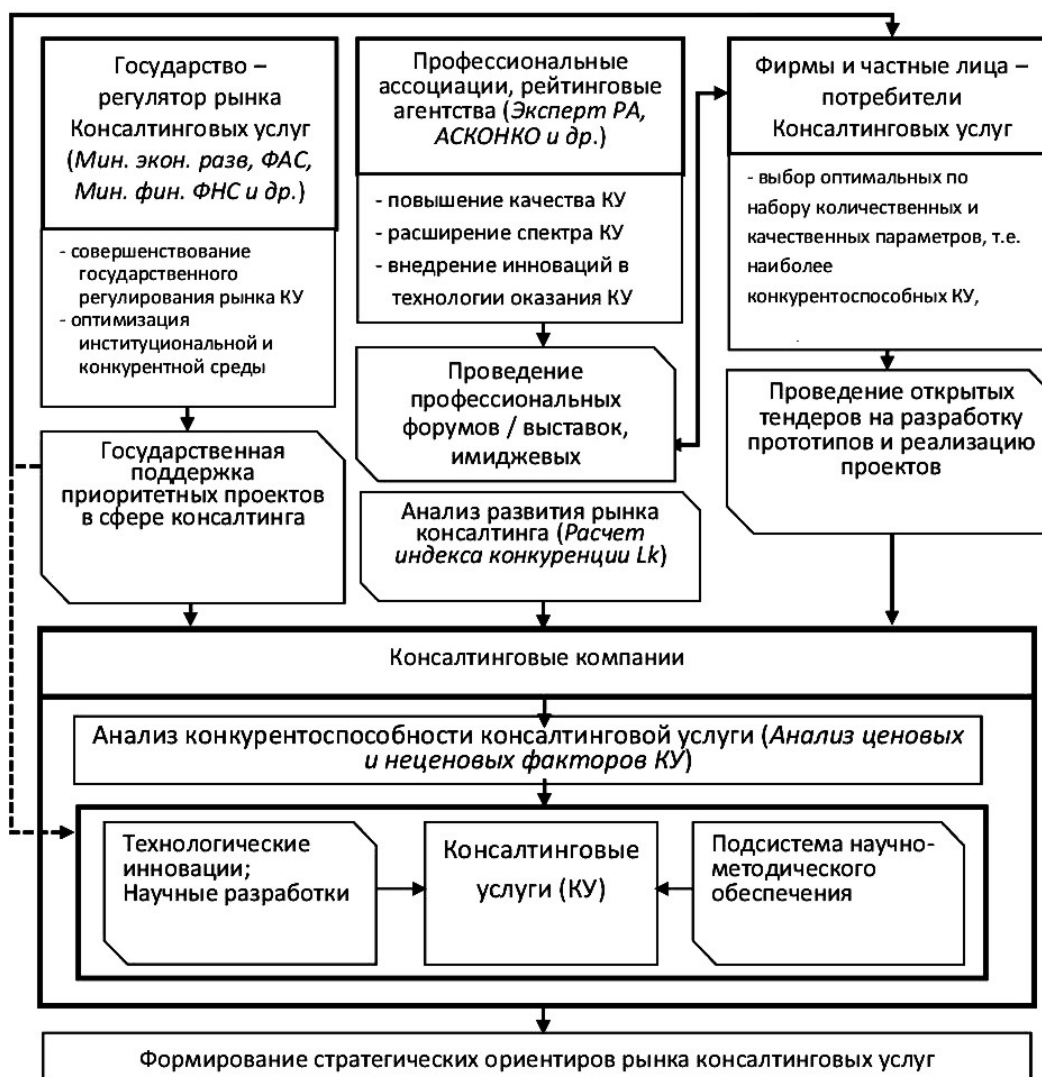 Государство –
регулятор рынка
Консалтинговых услуг
(Мин. экон. разв, ФАС,
Мин. фин. ФНС и др.)
- совершенствование
государственного
регулирования рынка КУ
- оптимизация
институциональной и
конкурентной среды
Государственная
поддержка
приоритетных проектов
в сфере консалтинга
Профессиональные
ассоциации, рейтинговые
агентства (Эксперт РА,
АСКОНКО и др.)
- повышение качества КУ
- расширение спектра КУ
- внедрение инноваций в
технологии оказания КУ
Проведение
профессиональных
форумов / выставок,
имиджевых
Анализ развития рынка
консалтинга (Расчет
индекса конкуренции Lk)
Фирмы и частные лица –
потребители
Консалтинговых услуг
- выбор оптимальных по
набору количественных и
качественных параметров, т.е.
наиболее
конкурентоспособных КУ,
Проведение открытых
тендеров на разработку
прототипов и реализацию
проектов
Консалтинговые компании
Анализ конкурентоспособности консалтинговой услуги (Анализ ценовых
и неценовых факторов КУ)
Технологические
инновации;
Научные разработки
Консалтинговые
услуги (КУ)
Подсистема научно-
методического
обеспечения
Формирование стратегических ориентиров рынка консалтинговых услуг